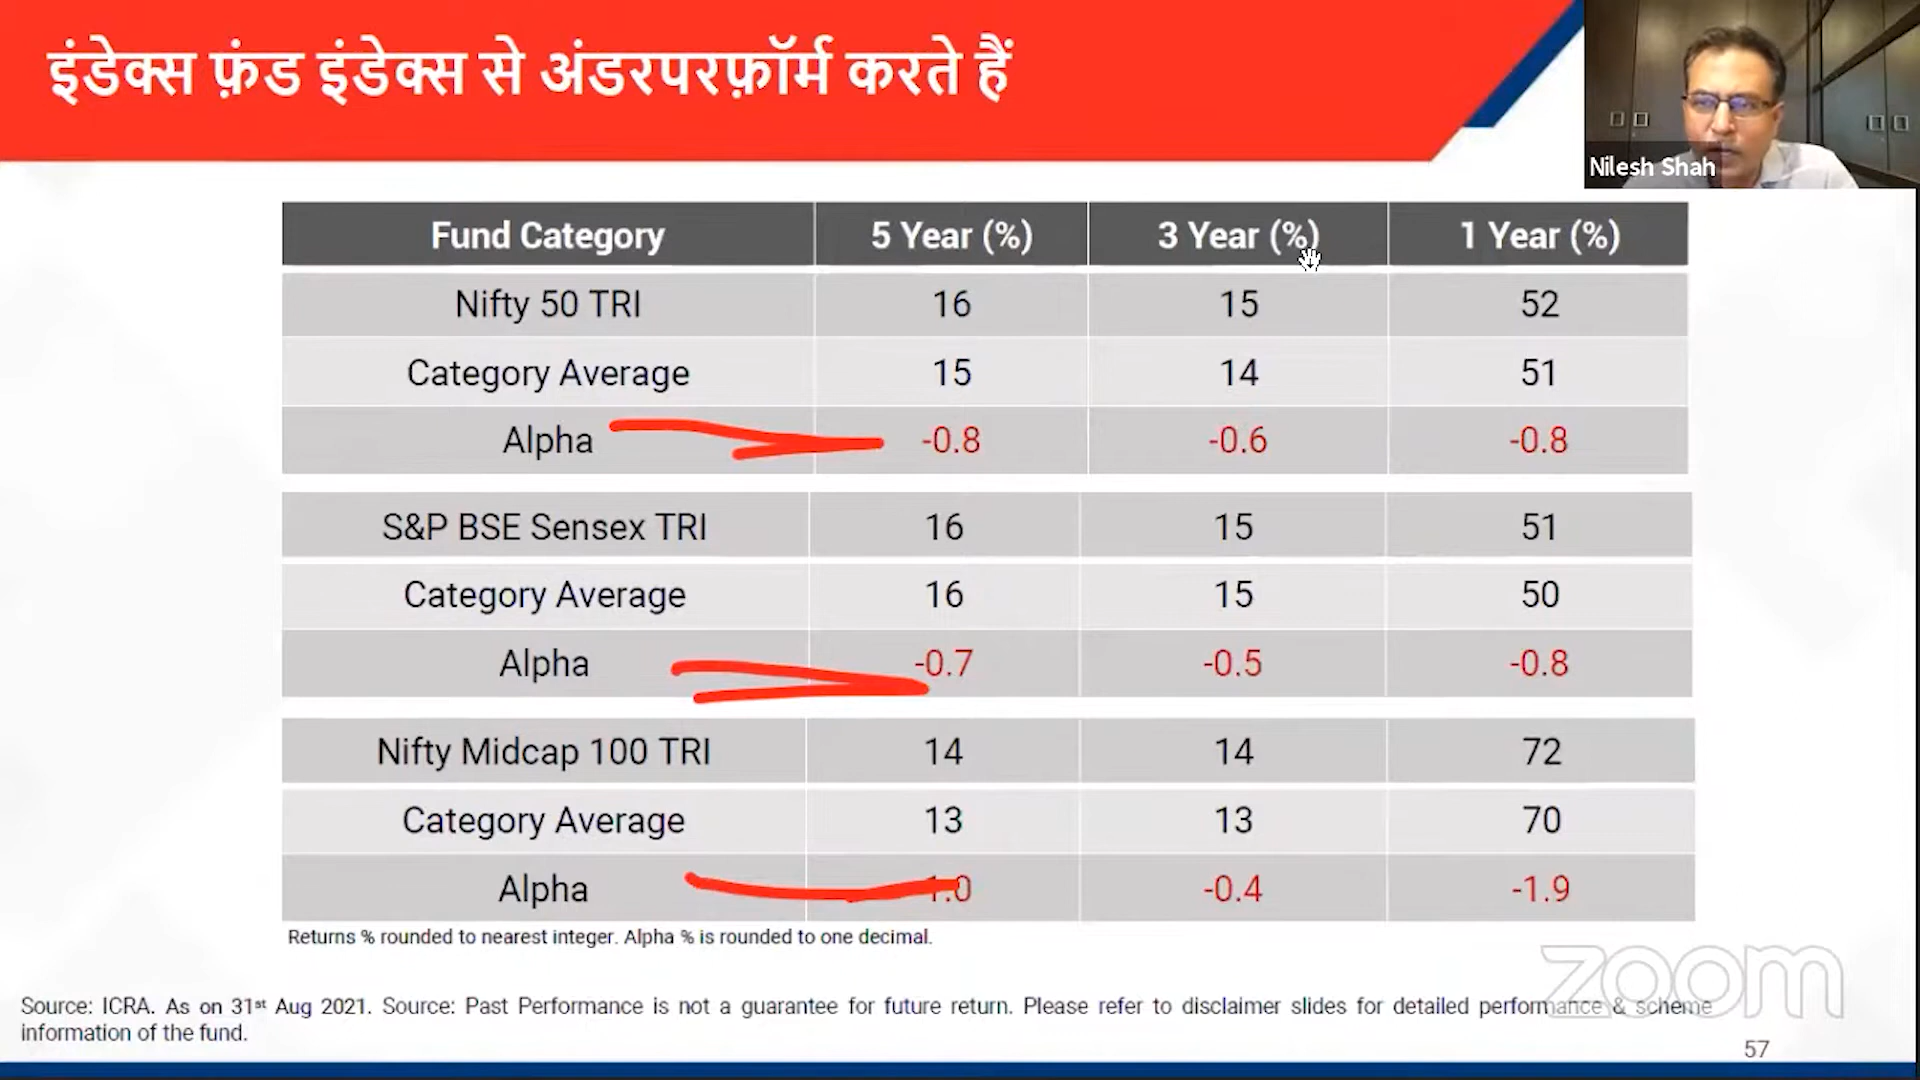 इंडेक्स फ़ंड इंडेक्स से अंडरपरफ़ॉर्म करते हैं
Nilesh Shah
Fund Category 5 Year (%) 3 Year (%) 1 Year (%)
Nifty 50 TRI 16 15 52
Category Average 15 14 51
Alpha -0.8 -0.6 -0.8
S&P BSE Sensex TRI 16 15 51
Category Average 16 15 50
Alpha -0.7 -0.5 -0.8
Nifty Midcap 100 TRI 14 14 72
Category Average 13 13 70
Alpha -0.4 -1.9
Returns % rounded to nearest integer. Alpha % is rounded to one decimal.
zoom
Source: ICRA. As on 31st Aug 2021. Source: Past Performance is not a guarantee for future return. Please refer to disclaimer slides for detailed performance & scheme
information of the fund.
57